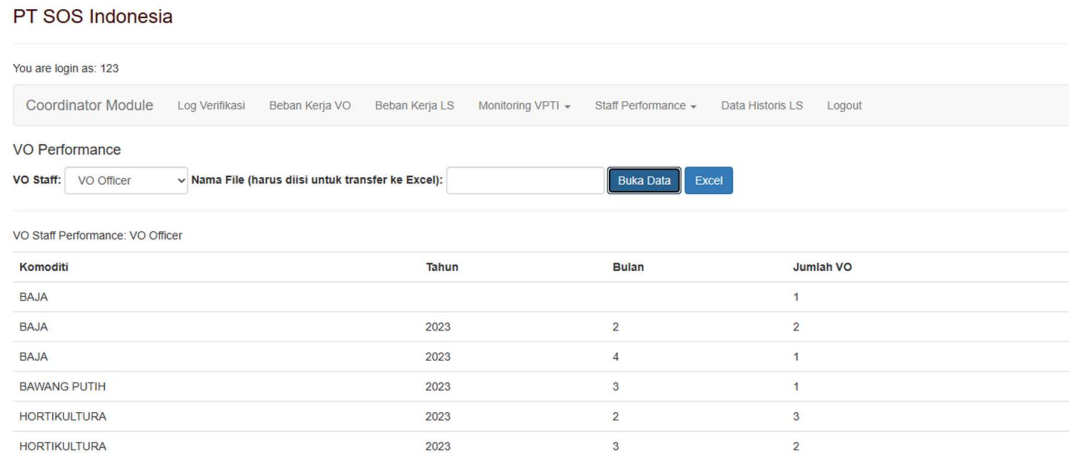 PT SOS Indonesia
You are login as: 123
Coordinator Module Log Verifikasi Beban Kerja VO Beban Kerja LS Monitoring VPTI Staff Performance Data Historis LS Logout
VO Performance
VO Staff: VO Officer Nama File (harus diisi untuk transfer ke Excel): Buka Data Excel
VO Staff Performance: VO Officer
Komoditi Tahun Bulan Jumlah VO
BAJA 1
BAJA 2023 2 2
BAJA 2023 4 1
BAWANG PUTIH 2023 3 1
HORTIKULTURA 2023 2 3
HORTIKULTURA 2023 3 2